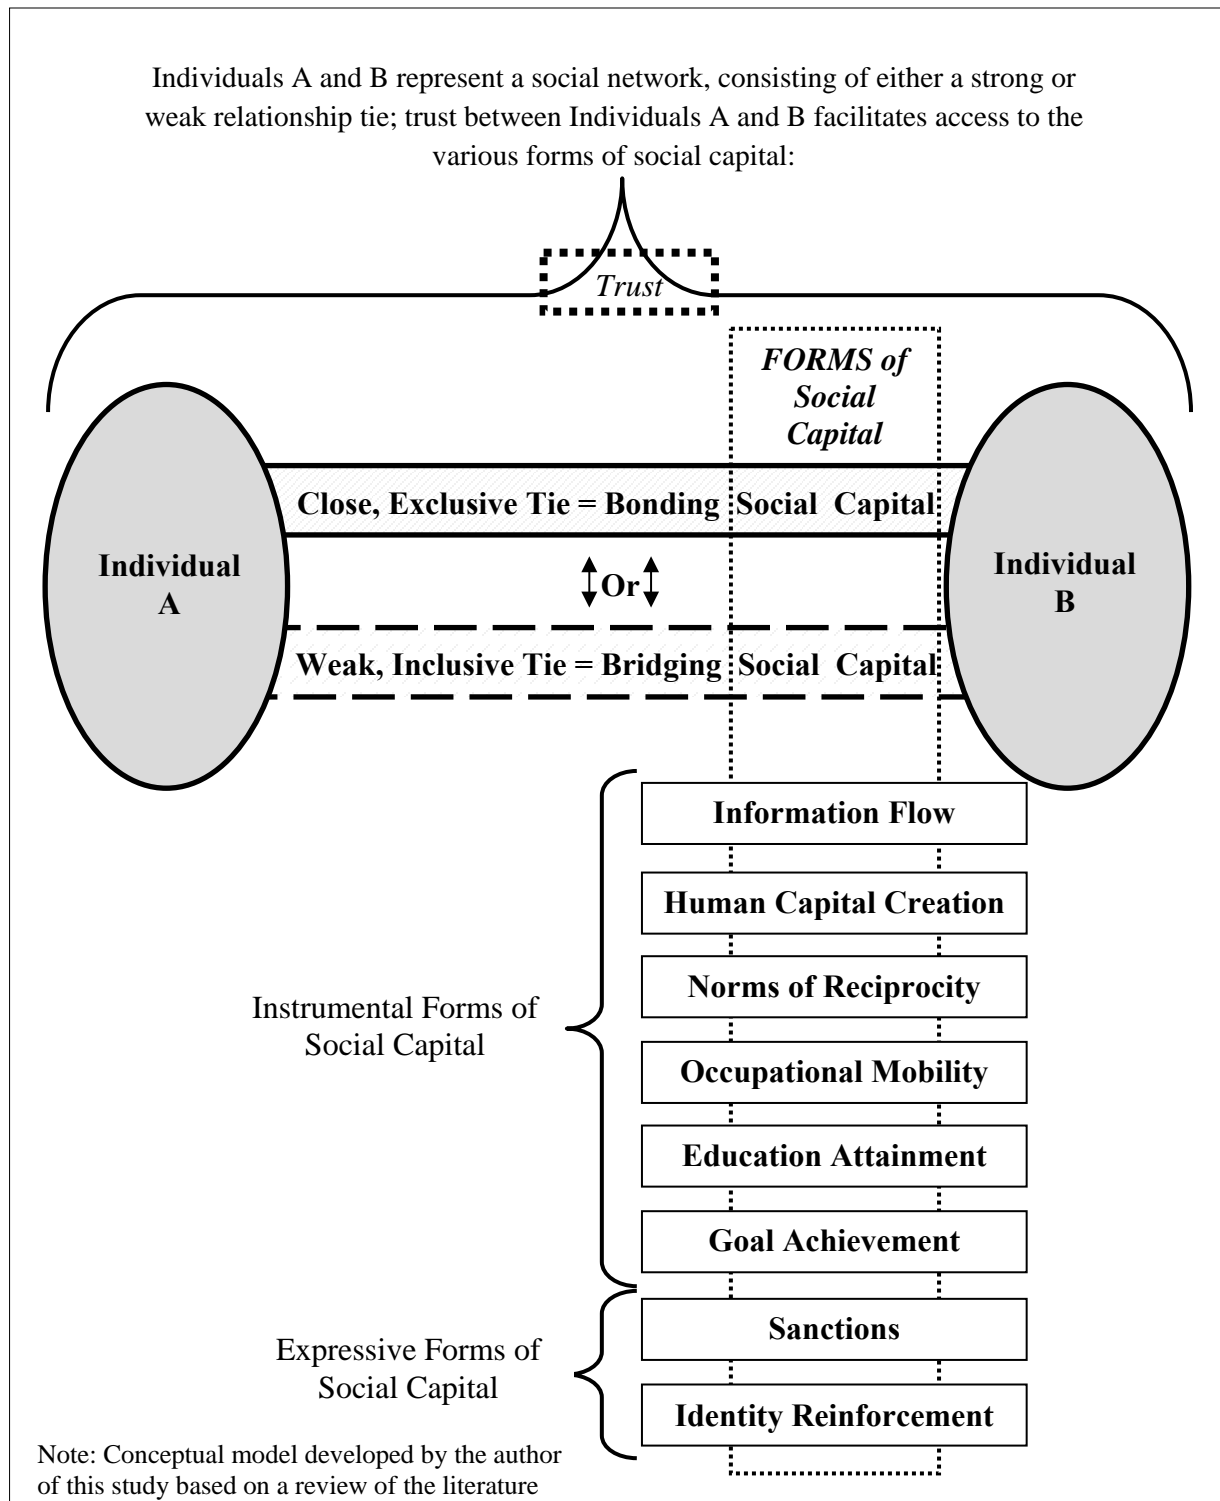 Individuals A and B represent a social network, consisting of either a strong or
weak relationship tie; trust between Individuals A and B facilitates access to the
various forms of social capital:
Trust
FORMS of
Social
Capital
Close, Exclusive Tie = Bonding Social Capital
Individual
A
Or
Individual
B
Weak, Inclusive Tie = Bridging Social Capital
Information Flow
Human Capital Creation
Norms of Reciprocity
Instrumental Forms of
Social Capital
Occupational Mobility
Education Attainment
Goal Achievement
Sanctions
Expressive Forms of
Social Capital
Identity Reinforcement
Note: Conceptual model developed by the author
of this study based on a review of the literature